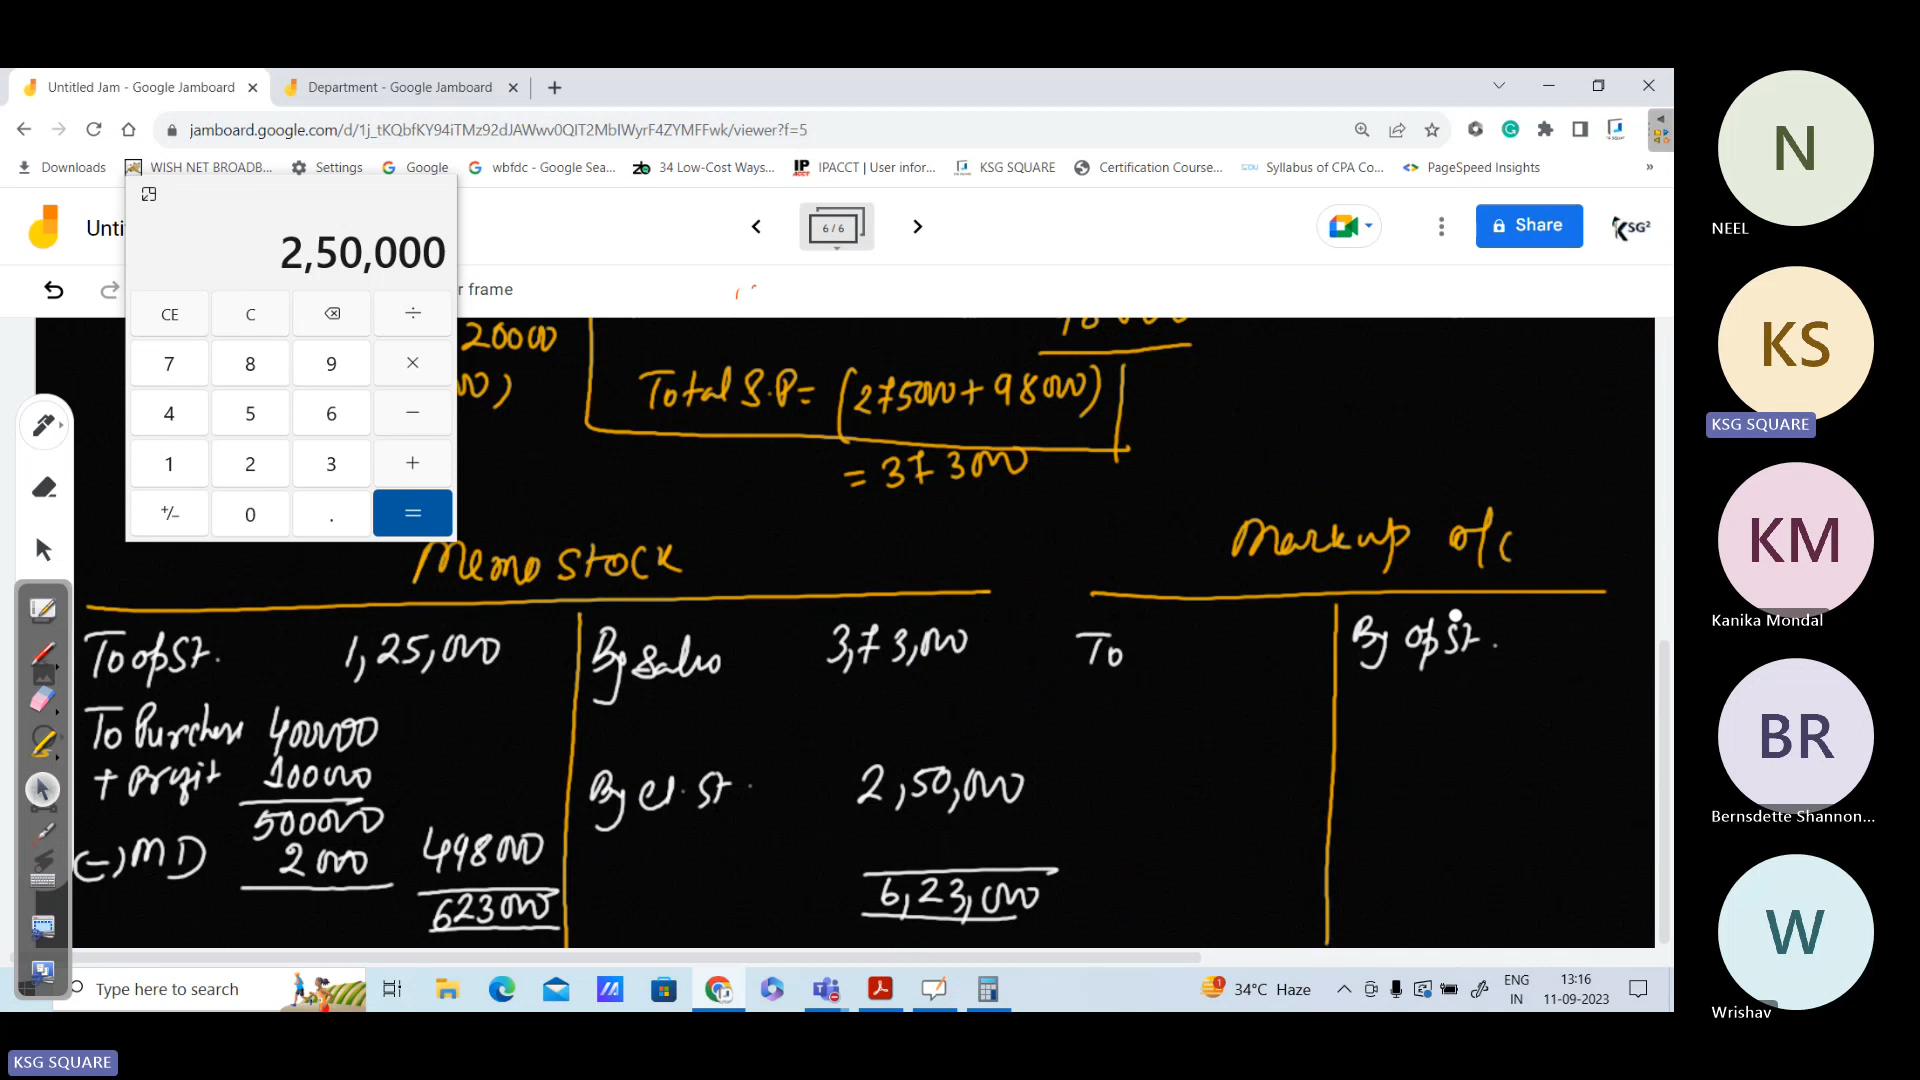 Untitled Jam - Google Jamboard
Department - Google Jamboard
jamboard.google.com/d/1j_tKQbfKY94iTMz92dJAWwv0QIT2MbIWyrF4ZYMFFwk/viewer?f=5
Downloads
WISH NET BROADB...
Settings
Google
wbfdc - Google Sea...
34 Low-Cost Ways...
IPACCT | User infor...
KSG SQUARE
Certification Course...
Syllabus of CPA Co...
PageSpeed Insights
»
Unti
6 / 6
Share
KSG²
2,50,000
CE C ÷
7 8 9 ×
4 5 6 −
1 2 3 +
+/− 0 . =
r frame
20000
Total S.P = (275000 + 98000)
= 373000
Memo Stock
Markup a/c
To op St. 1,25,000
By Sales 3,73,000
To
By op St.
To Purchase 400000
+ Profit 100000
500000
(-) MD 2000 498000
623000
By cl. St. 2,50,000
6,23,000
Type here to search
34°C Haze
ENG
IN
13:16
11-09-2023
N
NEEL
KS
KSG SQUARE
KM
Kanika Mondal
BR
Bernsdette Shannon...
W
Wrishav
KSG SQUARE